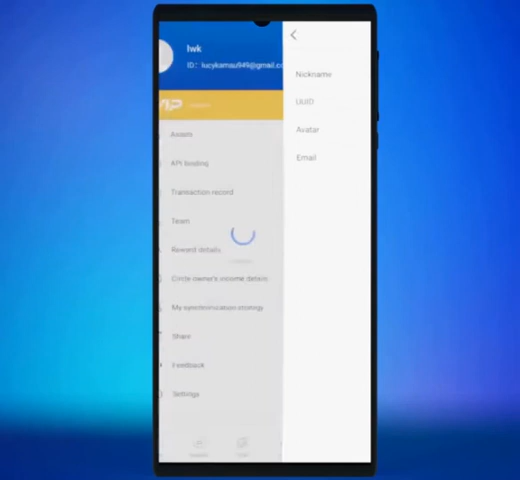 lwk
ID: lucykamau949@gmail.co
Assets
API binding
Transaction record
Team
Reward details
Circle owner's income details
My synchronisation strategy
Share
Feedback
Settings
Nickname
UUID
Avatar
Email